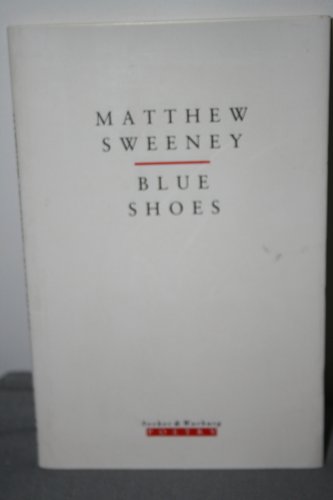 MATTHEW
SWEENEY
BLUE
SHOES
Secker & Warburg
POETRY